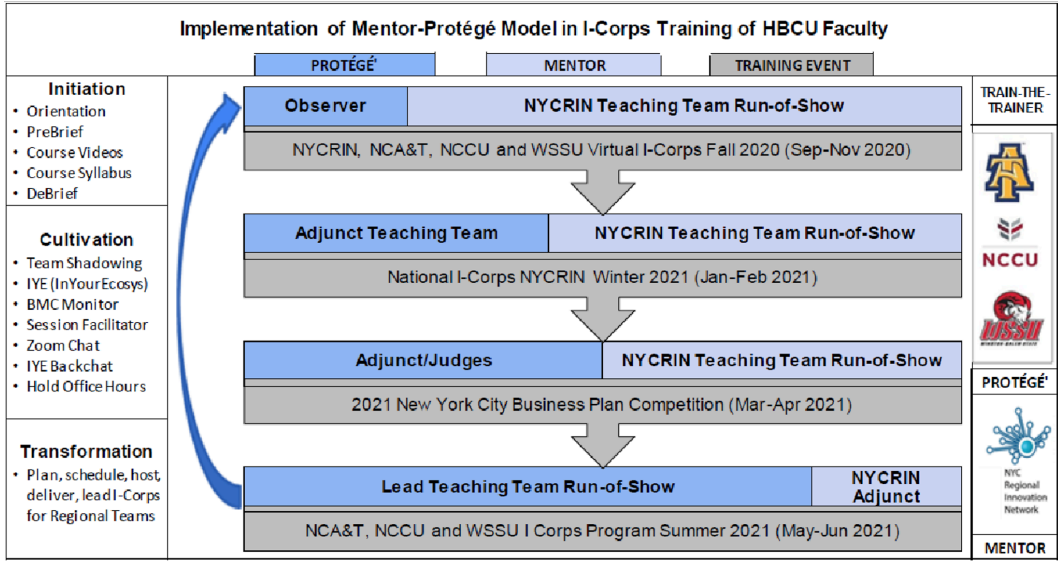 Implementation of Mentor-Protégé Model in I-Corps Training of HBCU Faculty
PROTÉGÉ'
MENTOR
TRAINING EVENT
Initiation
• Orientation
• PreBrief
• Course Videos
• Course Syllabus
• DeBrief
Cultivation
• Team Shadowing
• IYE (InYourEcosys)
• BMC Monitor
• Session Facilitator
• Zoom Chat
• IYE Backchat
• Hold Office Hours
Transformation
• Plan, schedule, host,
deliver, lead I-Corps
for Regional Teams
Observer
NYCRIN Teaching Team Run-of-Show
NYCRIN, NCA&T, NCCU and WSSU Virtual I-Corps Fall 2020 (Sep-Nov 2020)
Adjunct Teaching Team
NYCRIN Teaching Team Run-of-Show
National I-Corps NYCRIN Winter 2021 (Jan-Feb 2021)
Adjunct/Judges
NYCRIN Teaching Team Run-of-Show
2021 New York City Business Plan Competition (Mar-Apr 2021)
Lead Teaching Team Run-of-Show
NYCRIN
Adjunct
NCA&T, NCCU and WSSU I Corps Program Summer 2021 (May-Jun 2021)
TRAIN-THE-
TRAINER
AT
NCCU
WSSU
WINSTON-SALEM STATE
PROTÉGÉ'
NYC
Regional
Innovation
Network
MENTOR